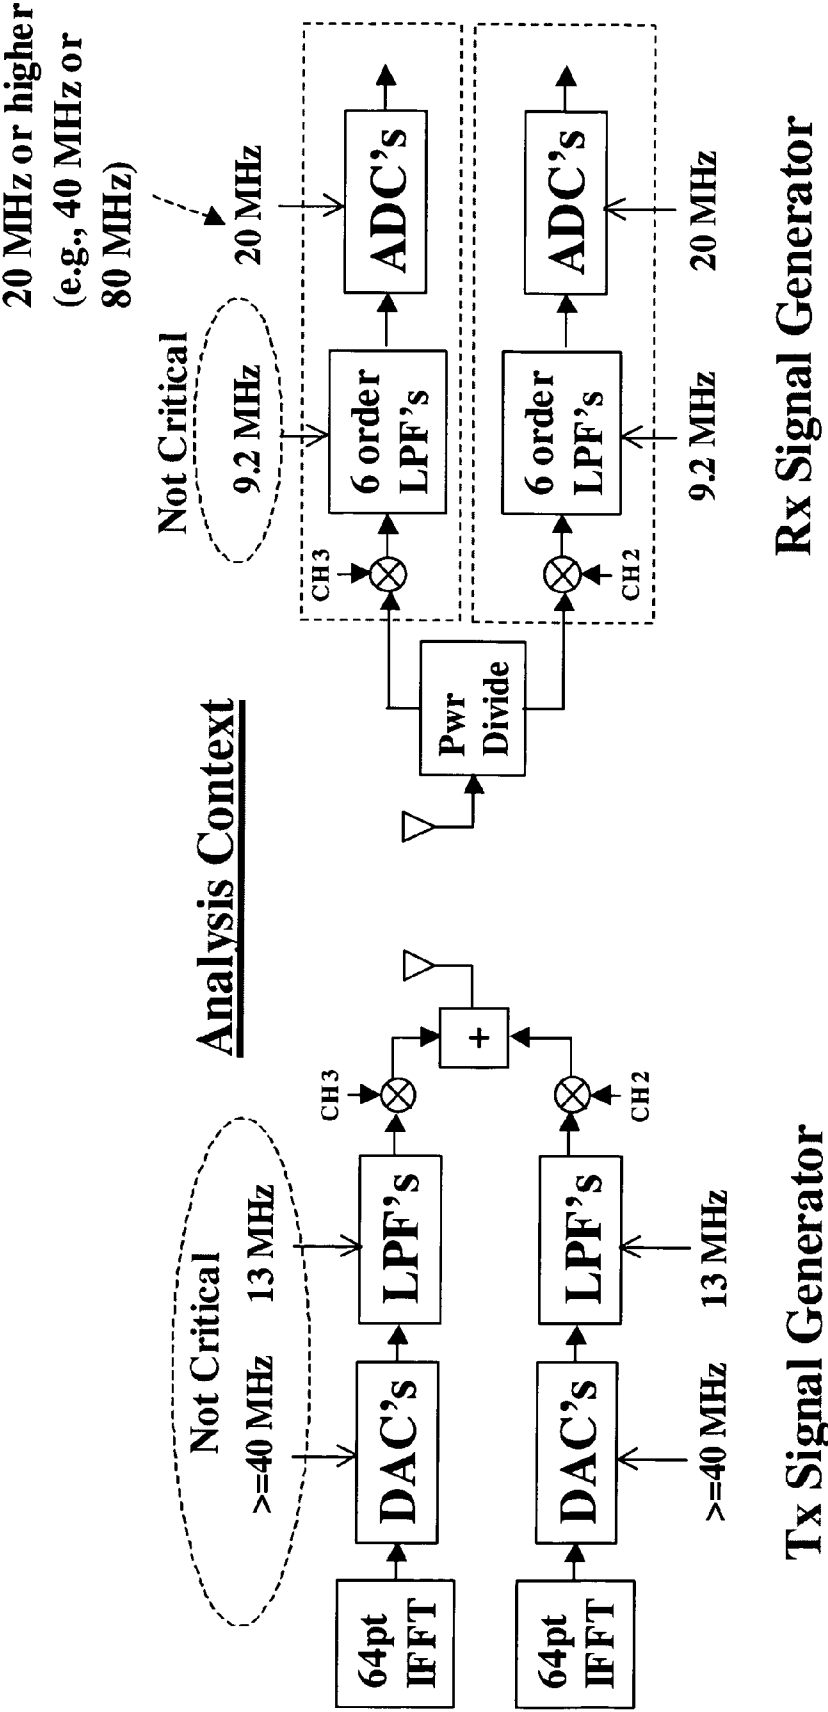 Analysis Context
Not Critical
>=40 MHz
13 MHz
64pt
IFFT
DAC's
LPF's
CH3
64pt
IFFT
DAC's
LPF's
CH2
+
>=40 MHz
13 MHz
Tx Signal Generator
20 MHz or higher
(e.g., 40 MHz or
80 MHz)
Not Critical
9.2 MHz
20 MHz
Pwr
Divide
CH3
6 order
LPF's
ADC's
CH2
6 order
LPF's
ADC's
9.2 MHz
20 MHz
Rx Signal Generator